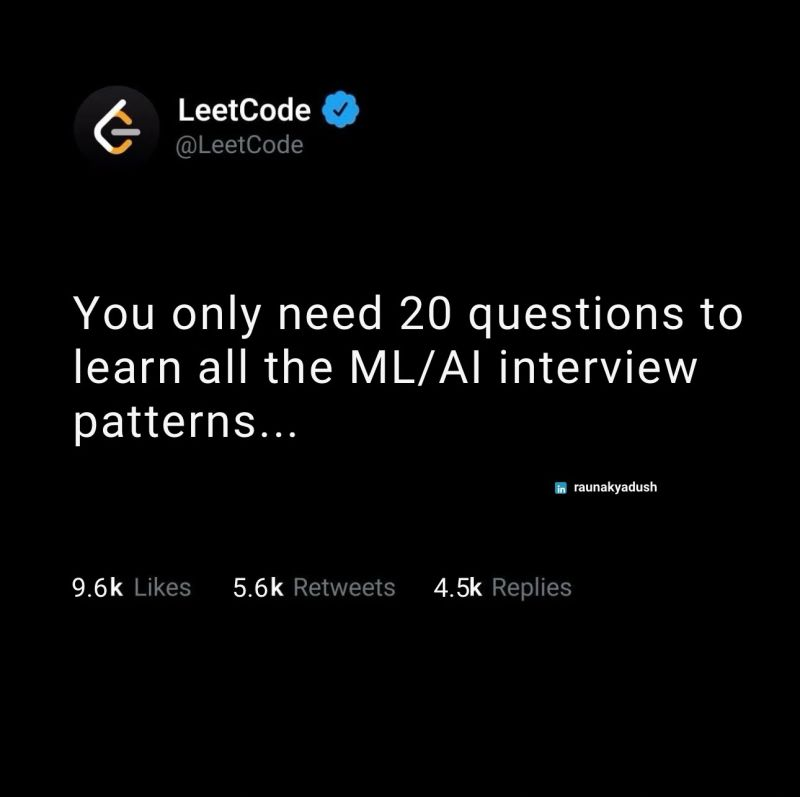 LeetCode
@LeetCode
You only need 20 questions to
learn all the ML/AI interview
patterns...
in raunakyadush
9.6k Likes 5.6k Retweets 4.5k Replies